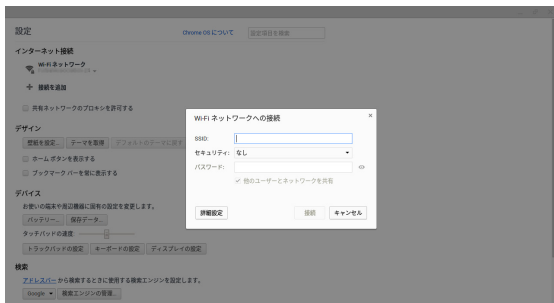 設定
Chrome OS について
設定項目を検索
インターネット接続
Wi-Fi ネットワーク
接続を追加
共有ネットワークのプロキシを許可する
デザイン
壁紙を設定...
テーマを取得
デフォルトのテーマに戻す
ホーム ボタンを表示する
ブックマーク バーを常に表示する
デバイス
お使いの端末や周辺機器に固有の設定を変更します。
バッテリー...
保存データ...
タッチパッドの速度:
トラックパッドの設定
キーボードの設定
ディスプレイの設定
検索
アドレスバー から検索するときに使用する検索エンジンを設定します。
Google
検索エンジンの管理...
Wi-Fi ネットワークへの接続
SSID:
セキュリティ: なし
パスワード:
他のユーザーとネットワークを共有
詳細設定
接続
キャンセル